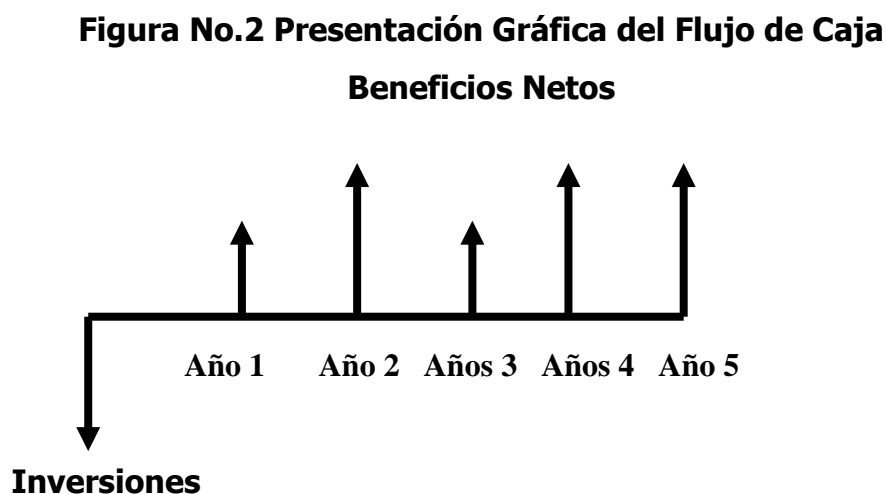 Figura No.2 Presentación Gráfica del Flujo de Caja
Beneficios Netos
Año 1 Año 2 Años 3 Años 4 Año 5
Inversiones